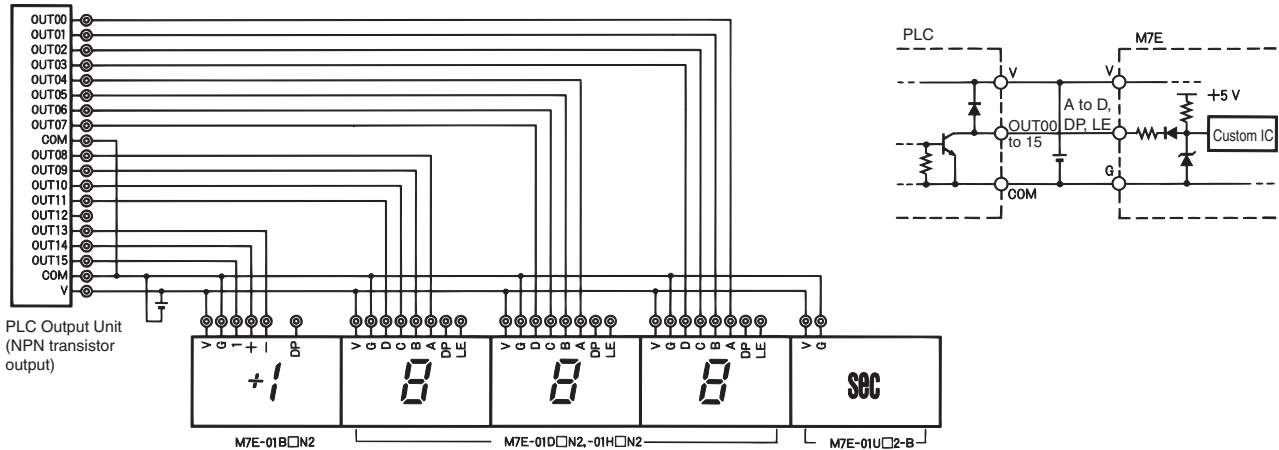 OUT00
OUT01
OUT02
OUT03
OUT04
OUT05
OUT06
OUT07
COM
OUT08
OUT09
OUT10
OUT11
OUT12
OUT13
OUT14
OUT15
COM
V
PLC Output Unit
(NPN transistor
output)
V G 1 + − DP
V G D C B A DP LE
V G D C B A DP LE
V G D C B A DP LE
V G
+1
8
8
8
sec
M7E-01B□N2
M7E-01D□N2,-01H□N2
M7E-01U□2-B
PLC
M7E
V
V
+5 V
A to D,
DP, LE
OUT00
to 15
Custom IC
G
COM